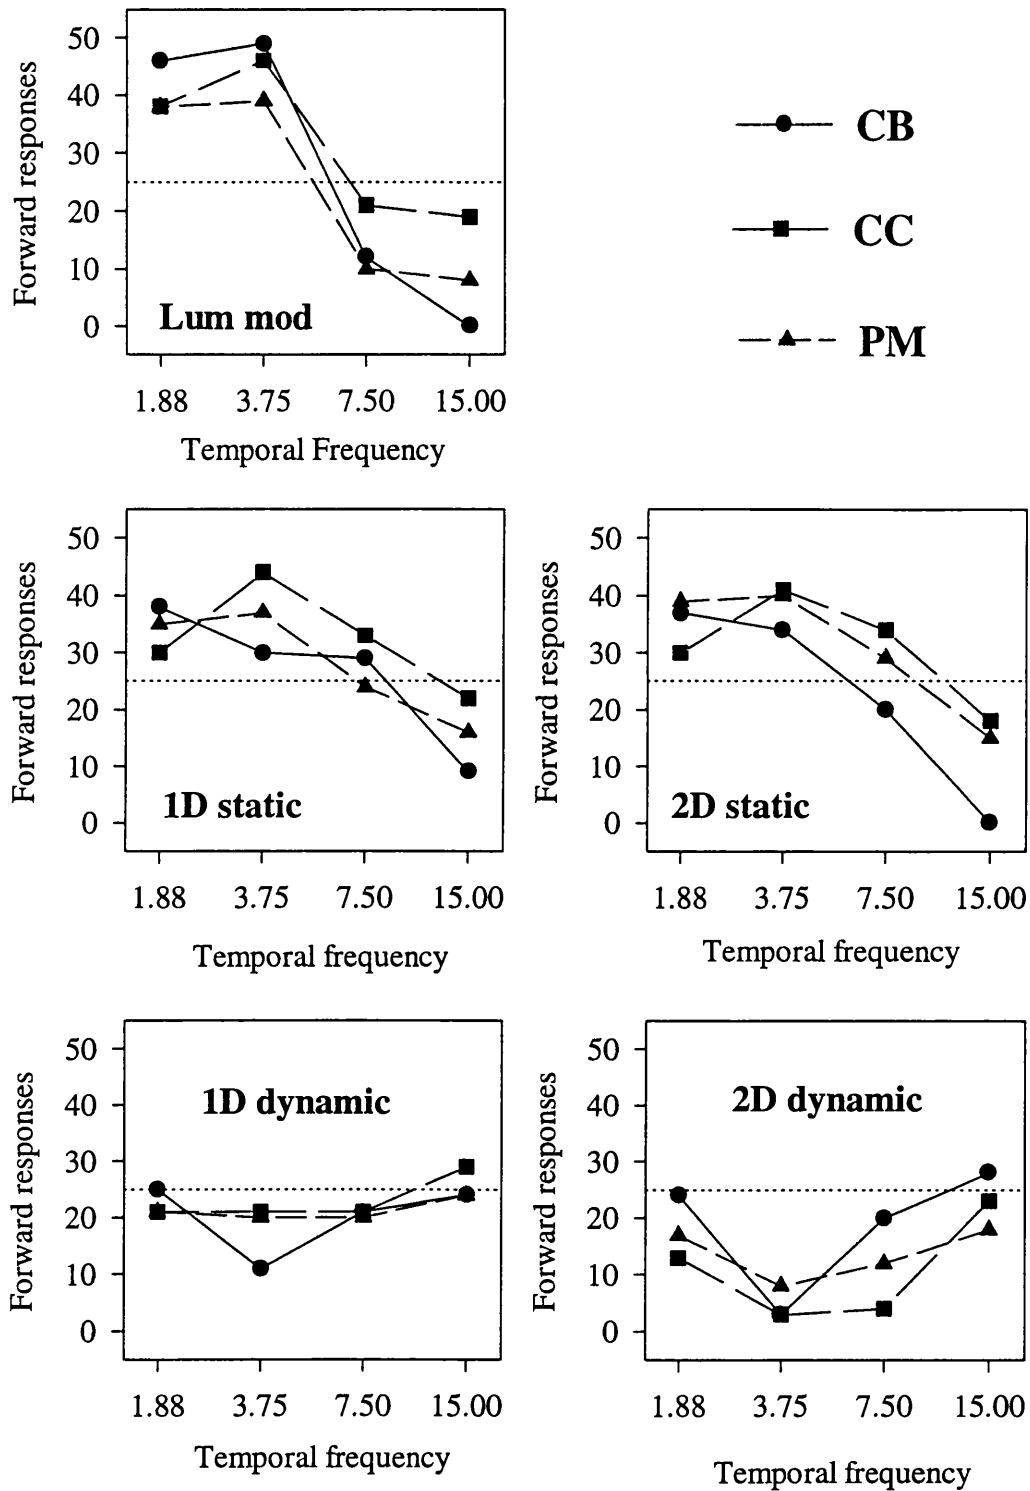 Forward responses
50
40
30
20
10
0
Lum mod
1.88 3.75 7.50 15.00
Temporal Frequency
CB
CC
PM
Forward responses
50
40
30
20
10
0
1D static
1.88 3.75 7.50 15.00
Temporal frequency
Forward responses
50
40
30
20
10
0
2D static
1.88 3.75 7.50 15.00
Temporal frequency
Forward responses
50
40
30
20
10
0
1D dynamic
1.88 3.75 7.50 15.00
Temporal frequency
Forward responses
50
40
30
20
10
0
2D dynamic
1.88 3.75 7.50 15.00
Temporal frequency